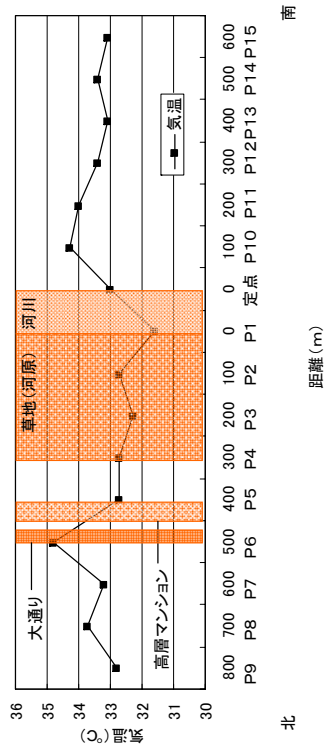 気温(℃)
36
35
34
33
32
31
30
大通り
高層マンション
草地(河原)
河川
気温
800 700 600 500 400 300 200 100 0 0 100 200 300 400 500 600
P9 P8 P7 P6 P5 P4 P3 P2 P1 定点 P10 P11 P12 P13 P14 P15
距離(m)
北
南